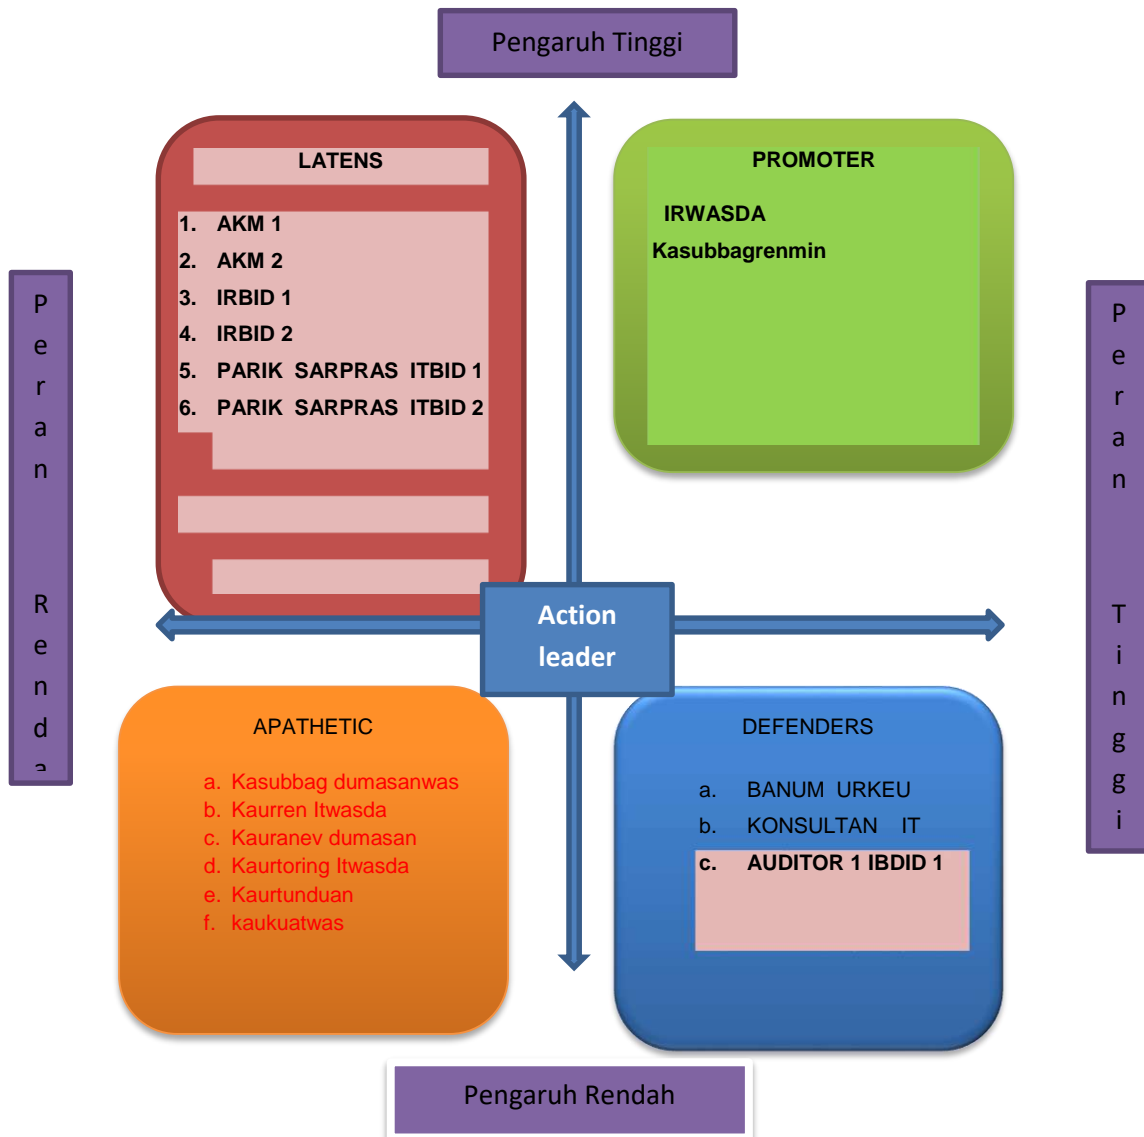 Pengaruh Tinggi
LATENS
1. AKM 1
2. AKM 2
3. IRBID 1
4. IRBID 2
5. PARIK SARPRAS ITBID 1
6. PARIK SARPRAS ITBID 2
PROMOTER
IRWASDA
Kasubbagrenmin
P
e
r
a
n
R
e
n
d
a
P
e
r
a
n
T
i
n
g
g
i
Action
leader
APATHETIC
a. Kasubbag dumasanwas
b. Kaurren Itwasda
c. Kauranev dumasan
d. Kaurtoring Itwasda
e. Kaurtunduan
f. kaukuatwas
DEFENDERS
a. BANUM URKEU
b. KONSULTAN IT
c. AUDITOR 1 IBDID 1
Pengaruh Rendah